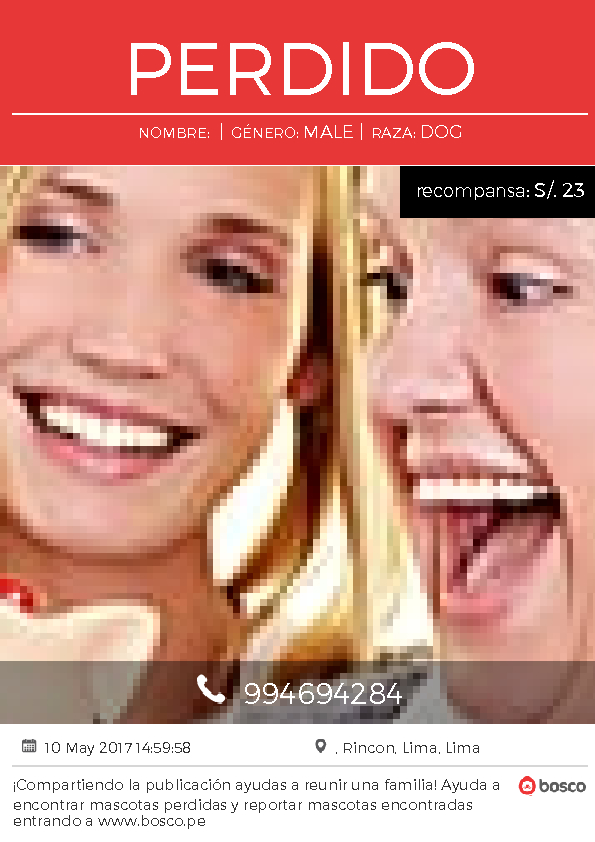 PERDIDO
NOMBRE: | GÉNERO: MALE | RAZA: DOG
recompansa: S/. 23
994694284
10 May 2017 14:59:58
, Rincon, Lima, Lima
¡Compartiendo la publicación ayudas a reunir una familia! Ayuda a
encontrar mascotas perdidas y reportar mascotas encontradas
entrando a www.bosco.pe
bosco